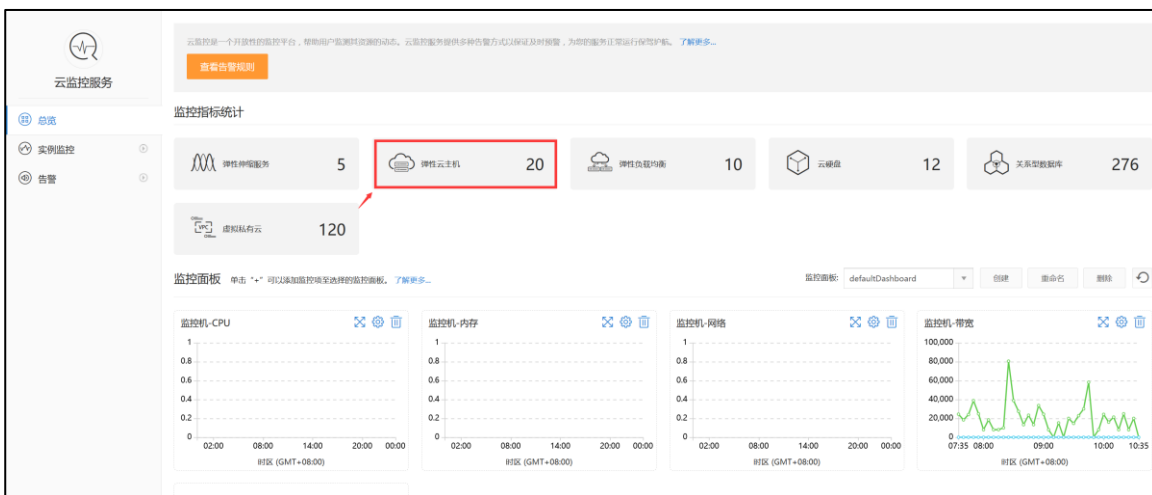 云监控服务
总览
实例监控
告警
云监控是一个开放性的监控平台，帮助用户监测其资源的动态。云监控服务提供多种告警方式以保证及时预警，为您的服务正常运行保驾护航。 了解更多...
查看告警规则
监控指标统计
弹性伸缩服务 5
弹性云主机 20
弹性负载均衡 10
云硬盘 12
关系型数据库 276
VPC 虚拟私有云 120
监控面板 单击“+”可以添加监控项至选择的监控面板。 了解更多...
监控面板: defaultDashboard 创建 重命名 删除
监控机-CPU
1
0.8
0.6
0.4
0.2
0
02:00 08:00 14:00 20:00 00:00
时区 (GMT+08:00)
监控机-内存
1
0.8
0.6
0.4
0.2
0
02:00 08:00 14:00 20:00 00:00
时区 (GMT+08:00)
监控机-网络
1
0.8
0.6
0.4
0.2
0
02:00 08:00 14:00 20:00 00:00
时区 (GMT+08:00)
监控机-带宽
100,000
80,000
60,000
40,000
20,000
0
07:35 08:00 09:00 10:00 10:35
时区 (GMT+08:00)